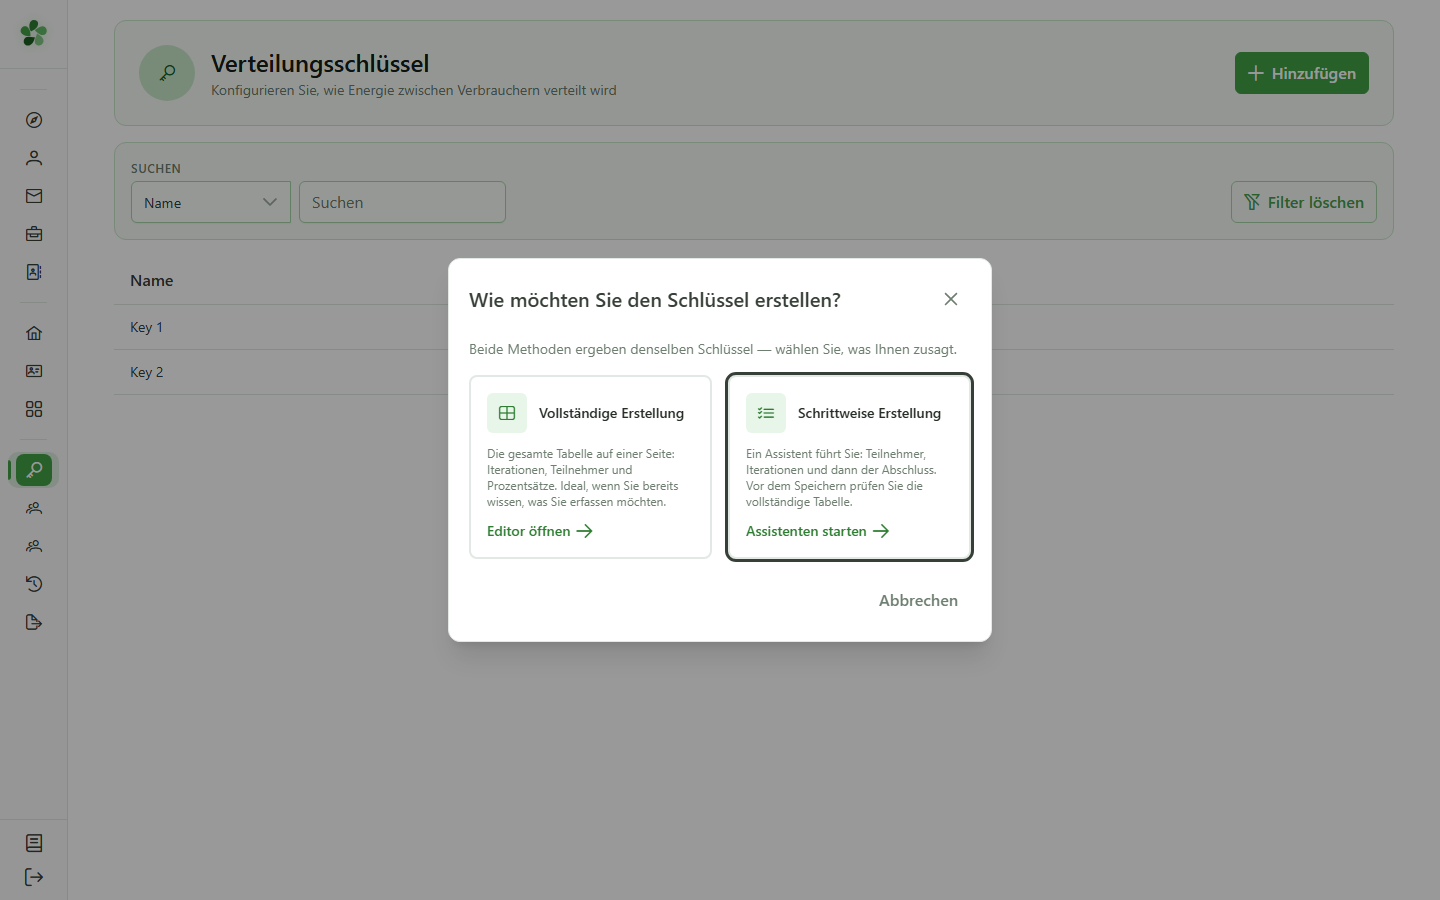 Verteilungsschlüssel
Konfigurieren Sie, wie Energie zwischen Verbrauchern verteilt wird
Hinzufügen
SUCHEN
Name
Suchen
Filter löschen
Name
Key 1
Key 2
Wie möchten Sie den Schlüssel erstellen?
Beide Methoden ergeben denselben Schlüssel — wählen Sie, was Ihnen zusagt.
Vollständige Erstellung
Die gesamte Tabelle auf einer Seite:
Iterationen, Teilnehmer und
Prozentsätze. Ideal, wenn Sie bereits
wissen, was Sie erfassen möchten.
Editor öffnen
Schrittweise Erstellung
Ein Assistent führt Sie: Teilnehmer,
Iterationen und dann der Abschluss.
Vor dem Speichern prüfen Sie die
vollständige Tabelle.
Assistenten starten
Abbrechen